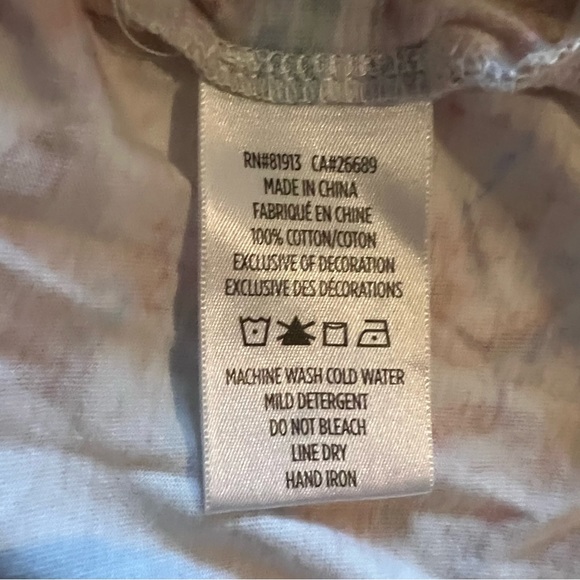 RN#81913 CA#26689
MADE IN CHINA
FABRIQUÉ EN CHINE
100% COTTON/COTON
EXCLUSIVE OF DECORATION
EXCLUSIVE DES DÉCORATIONS
MACHINE WASH COLD WATER
MILD DETERGENT
DO NOT BLEACH
LINE DRY
HAND IRON